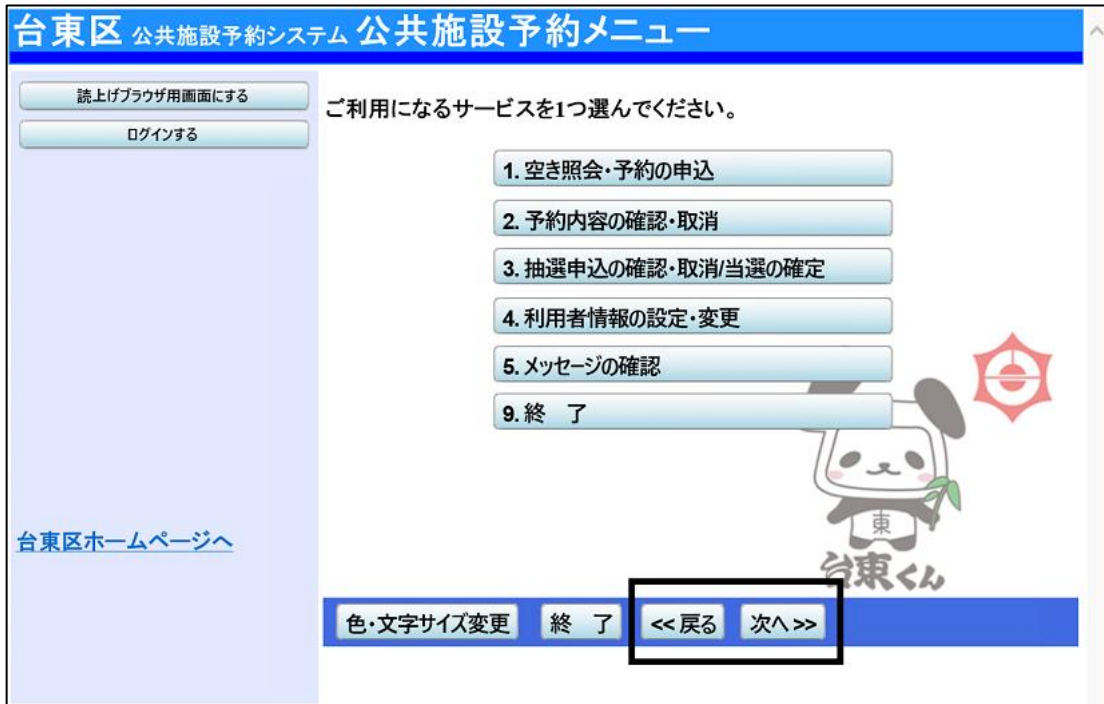 台東区 公共施設予約システム 公共施設予約メニュー
読上げブラウザ用画面にする
ログインする
台東区ホームページへ
ご利用になるサービスを1つ選んでください。
1. 空き照会・予約の申込
2. 予約内容の確認・取消
3. 抽選申込の確認・取消/当選の確定
4. 利用者情報の設定・変更
5. メッセージの確認
9. 終　了
東
台東くん
色・文字サイズ変更
終　了
<< 戻る
次へ >>